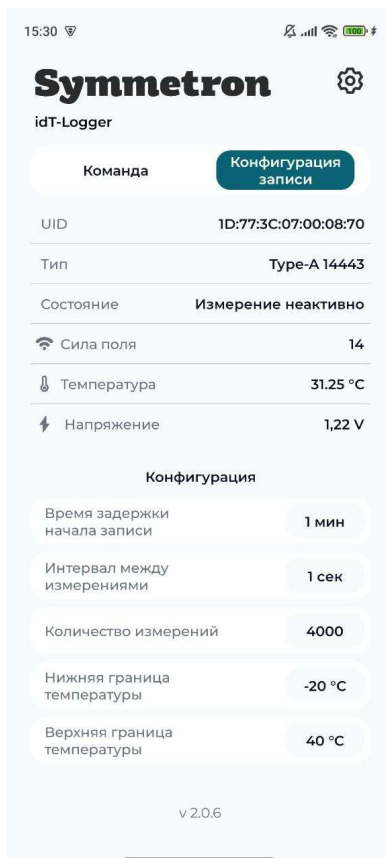 15:30
100
Symmetron
idT-Logger
Команда
Конфигурация
записи
UID 1D:77:3C:07:00:08:70
Тип Type-A 14443
Состояние Измерение неактивно
Сила поля 14
Температура 31.25 °C
Напряжение 1,22 V
Конфигурация
Время задержки
начала записи
1 мин
Интервал между
измерениями
1 сек
Количество измерений 4000
Нижняя граница
температуры
-20 °C
Верхняя граница
температуры
40 °C
v 2.0.6